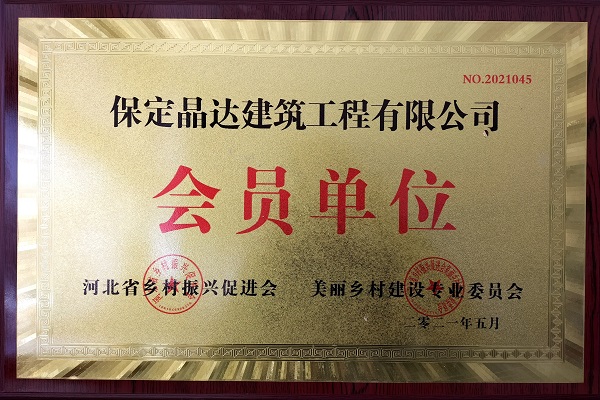 NO.2021045
保定晶达建筑工程有限公司
会员单位
河北省乡村振兴促进会 美丽乡村建设专业委员会
二零二一年五月